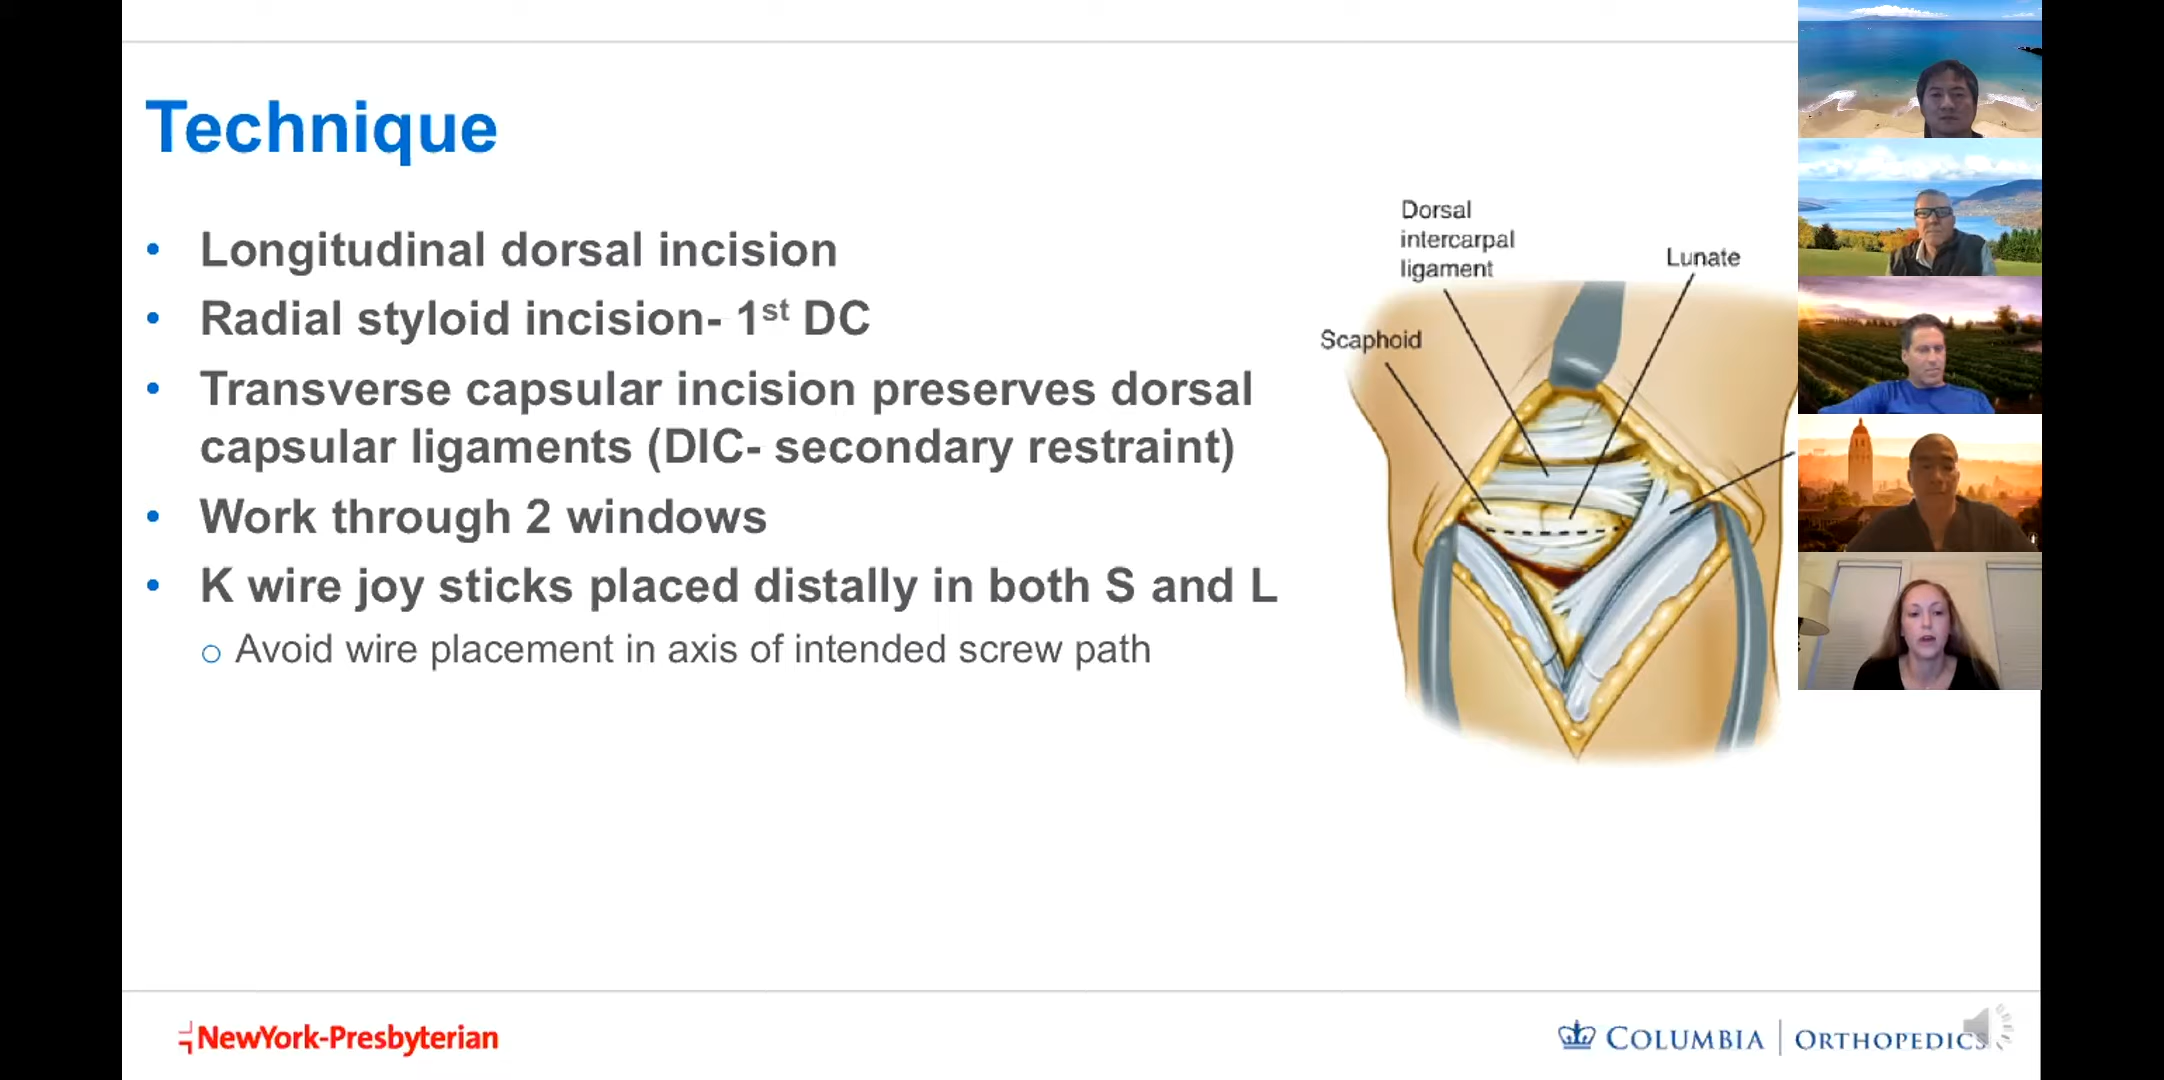 Technique
• Longitudinal dorsal incision
• Radial styloid incision- 1st DC
• Transverse capsular incision preserves dorsal
capsular ligaments (DIC- secondary restraint)
• Work through 2 windows
• K wire joy sticks placed distally in both S and L
○ Avoid wire placement in axis of intended screw path
Dorsal
intercarpal
ligament
Lunate
Scaphoid
NewYork-Presbyterian
COLUMBIA | ORTHOPEDICS